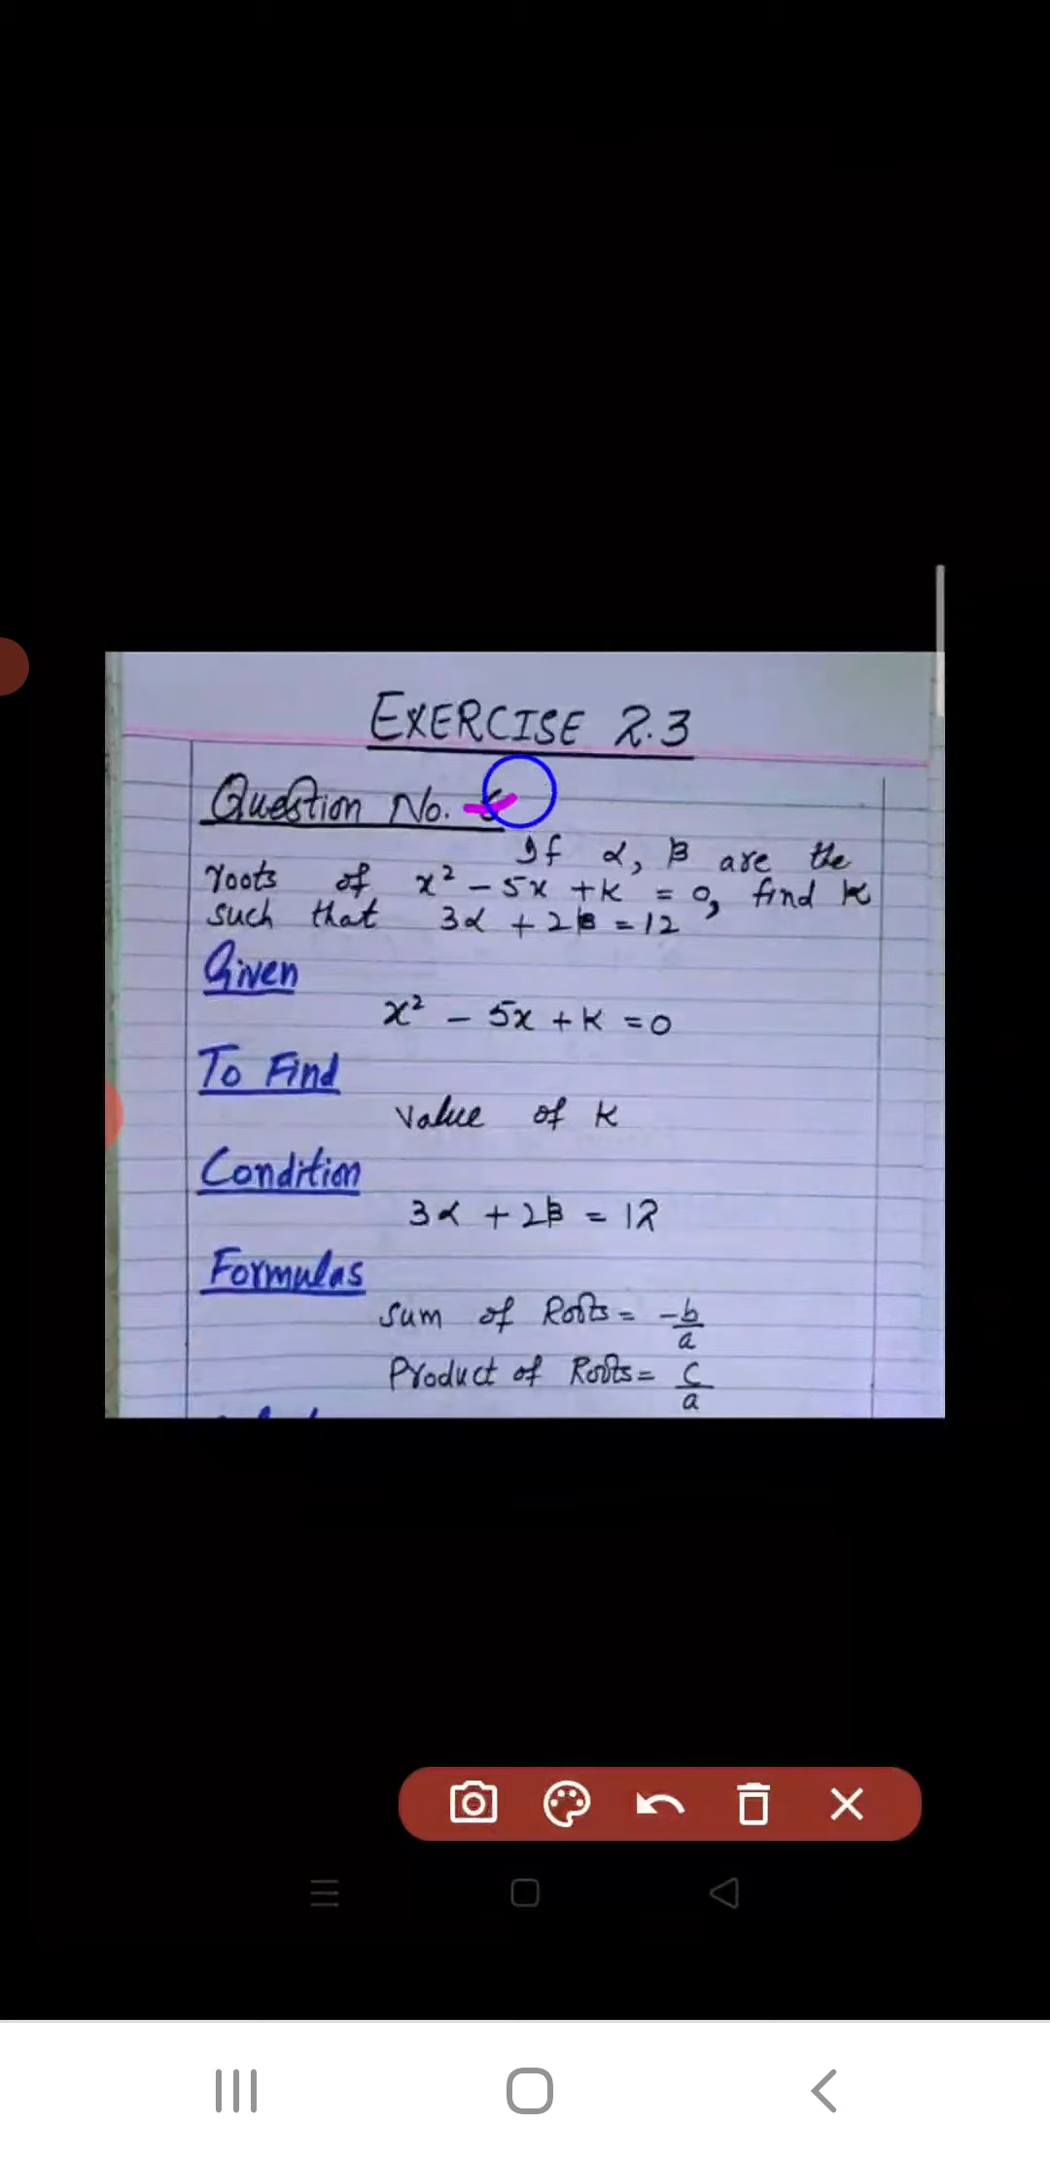 EXERCISE 2.3
Question No.
If α, β are the
roots of x² - 5x + k = 0, find k
such that 3α + 2β = 12
Given
x² - 5x + k = 0
To Find
value of k
Condition
3α + 2β = 12
Formulas
Sum of Roots = -b/a
Product of Roots = c/a